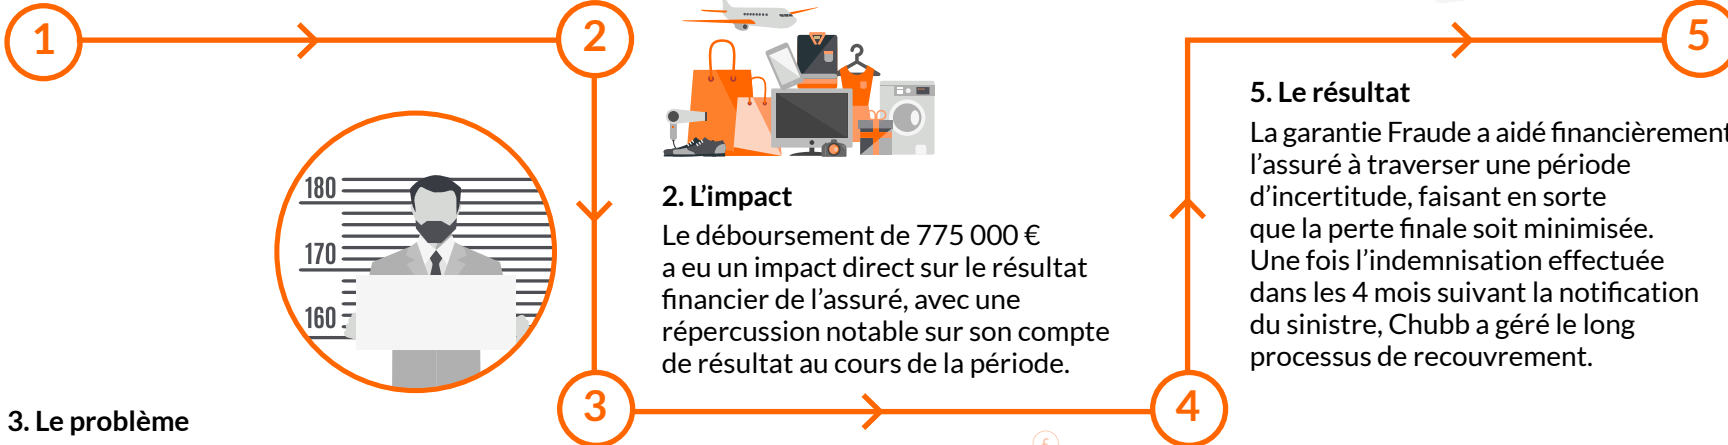 1
2
5
180
170
160
2. L’impact
Le déboursement de 775 000 €
a eu un impact direct sur le résultat
financier de l’assuré, avec une
répercussion notable sur son compte
de résultat au cours de la période.
5. Le résultat
La garantie Fraude a aidé financièrement
l’assuré à traverser une période
d’incertitude, faisant en sorte
que la perte finale soit minimisée.
Une fois l’indemnisation effectuée
dans les 4 mois suivant la notification
du sinistre, Chubb a géré le long
processus de recouvrement.
3
4
3. Le problème
€